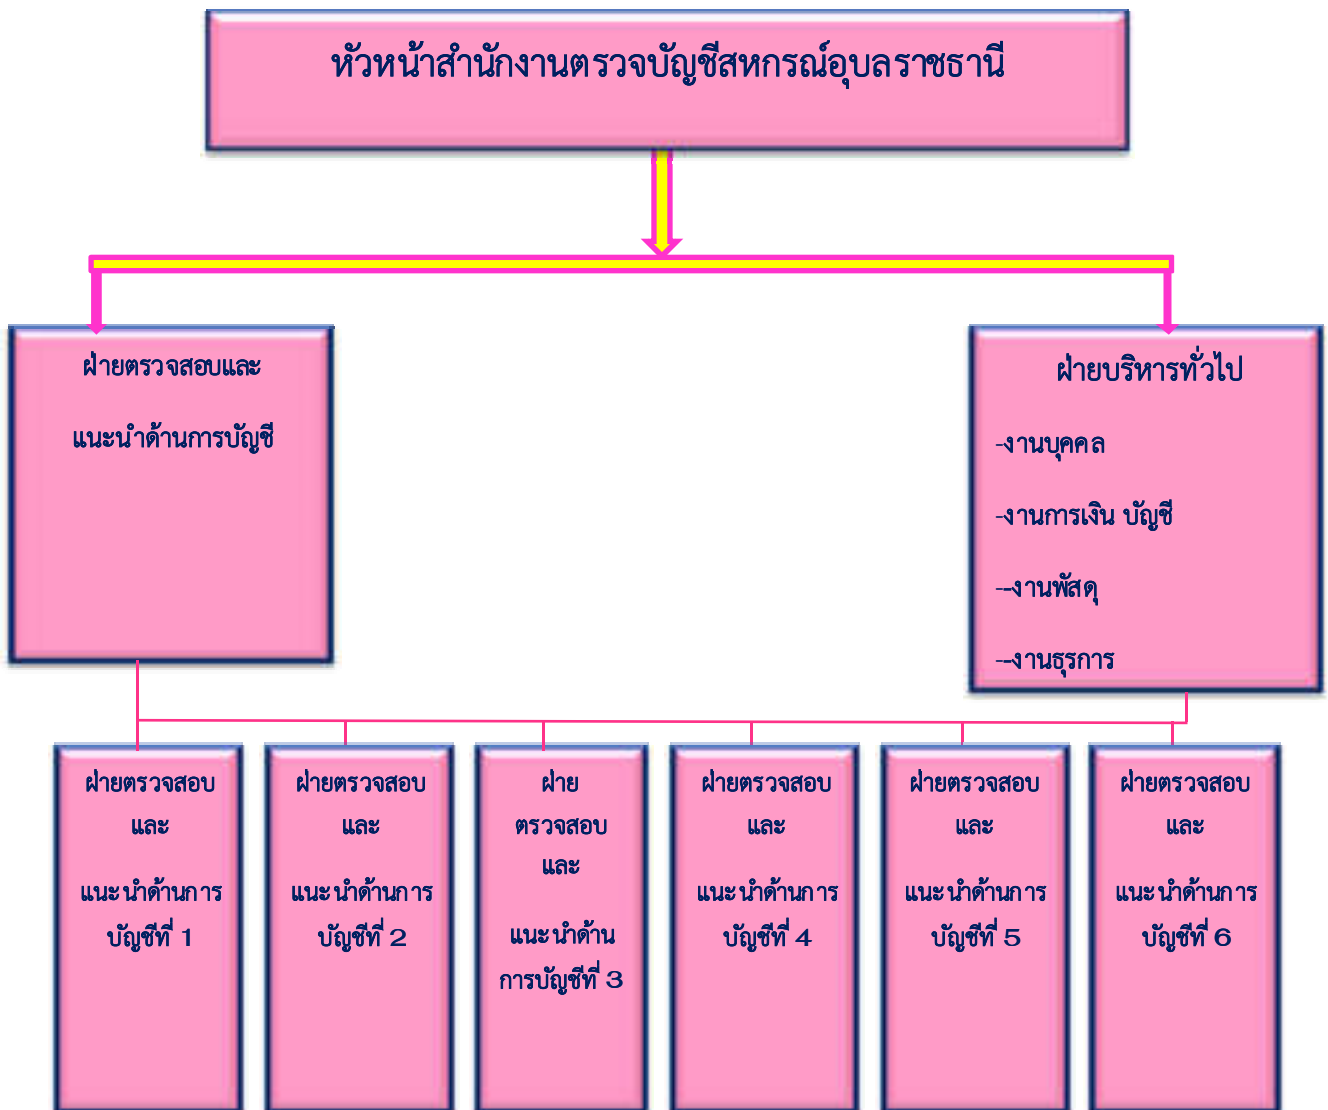 หัวหน้าสำนักงานตรวจบัญชีสหกรณ์อุบลราชธานี
ฝ่ายตรวจสอบและ
แนะนำด้านการบัญชี
ฝ่ายบริหารทั่วไป
-งานบุคคล
-งานการเงิน บัญชี
--งานพัสดุ
--งานธุรการ
ฝ่ายตรวจสอบ
และ
แนะนำด้านการ
บัญชีที่ 1
ฝ่ายตรวจสอบ
และ
แนะนำด้านการ
บัญชีที่ 2
ฝ่าย
ตรวจสอบ
และ
แนะนำด้าน
การบัญชีที่ 3
ฝ่ายตรวจสอบ
และ
แนะนำด้านการ
บัญชีที่ 4
ฝ่ายตรวจสอบ
และ
แนะนำด้านการ
บัญชีที่ 5
ฝ่ายตรวจสอบ
และ
แนะนำด้านการ
บัญชีที่ 6